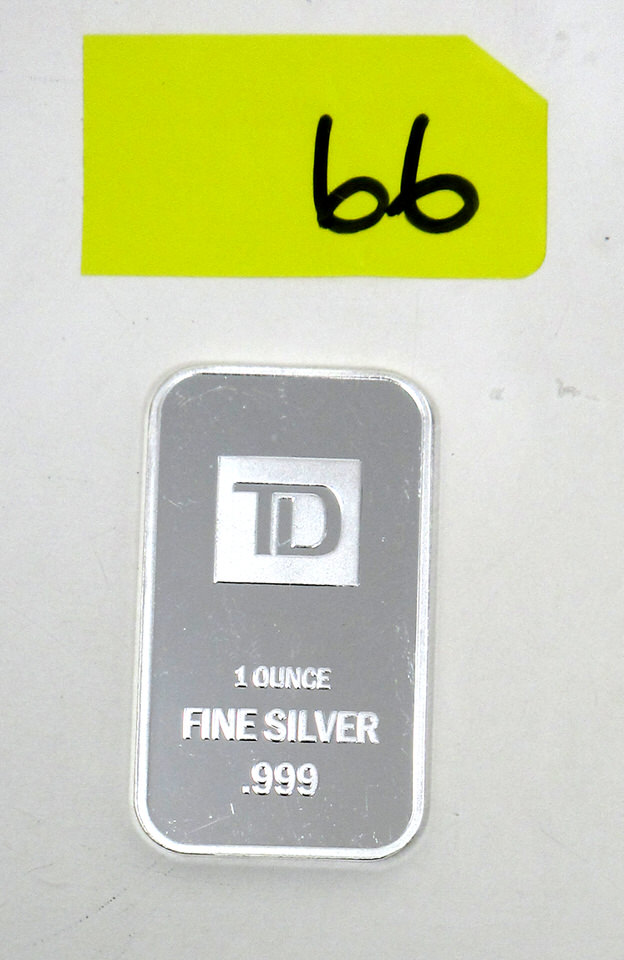 66
TD
1 OUNCE
FINE SILVER
.999